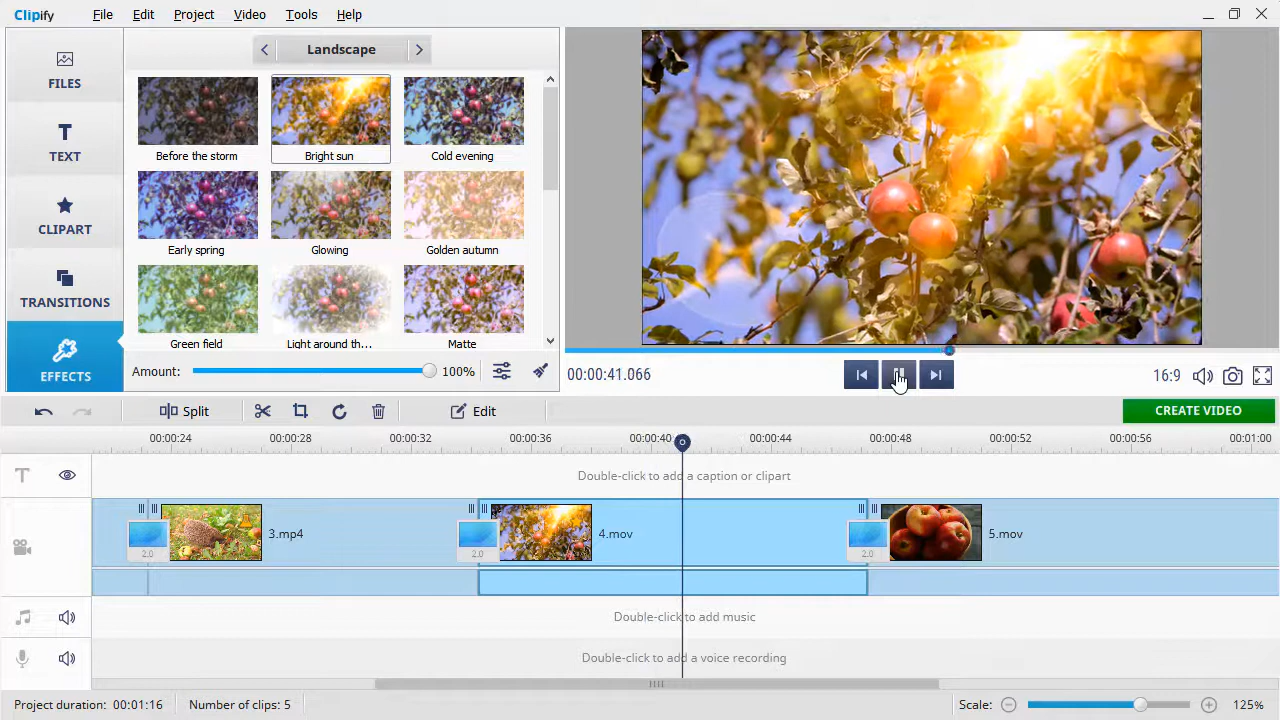 Clipify File Edit Project Video Tools Help
FILES
TEXT
CLIPART
TRANSITIONS
EFFECTS
Landscape
Before the storm Bright sun Cold evening
Early spring Glowing Golden autumn
Green field Light around th... Matte
Amount: 100%
00:00:41.066 16:9
Split Edit CREATE VIDEO
00:00:24 00:00:28 00:00:32 00:00:36 00:00:40 00:00:44 00:00:48 00:00:52 00:00:56 00:01:00
T Double-click to add a caption or clipart
2.0 3.mp4 2.0 4.mov 2.0 5.mov
Double-click to add music
Double-click to add a voice recording
Project duration: 00:01:16 Number of clips: 5 Scale: 125%